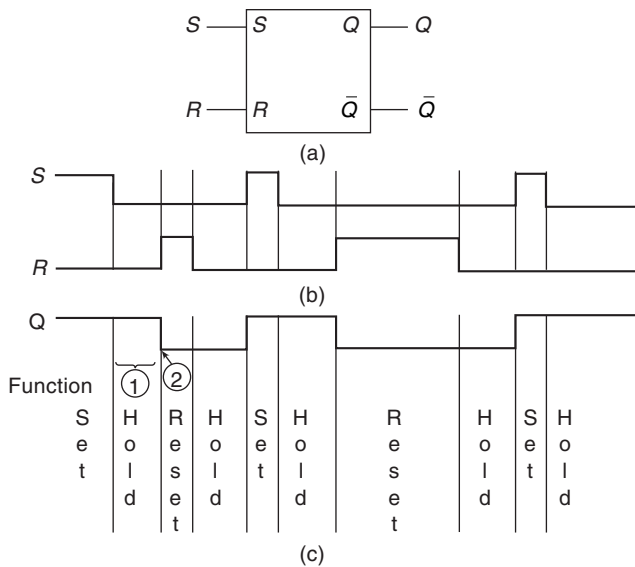 S S Q Q
R R Q̄ Q̄
(a)
S
R
(b)
Q
1 2
Function
Set Hold Reset Hold Set Hold Reset Hold Set Hold
(c)